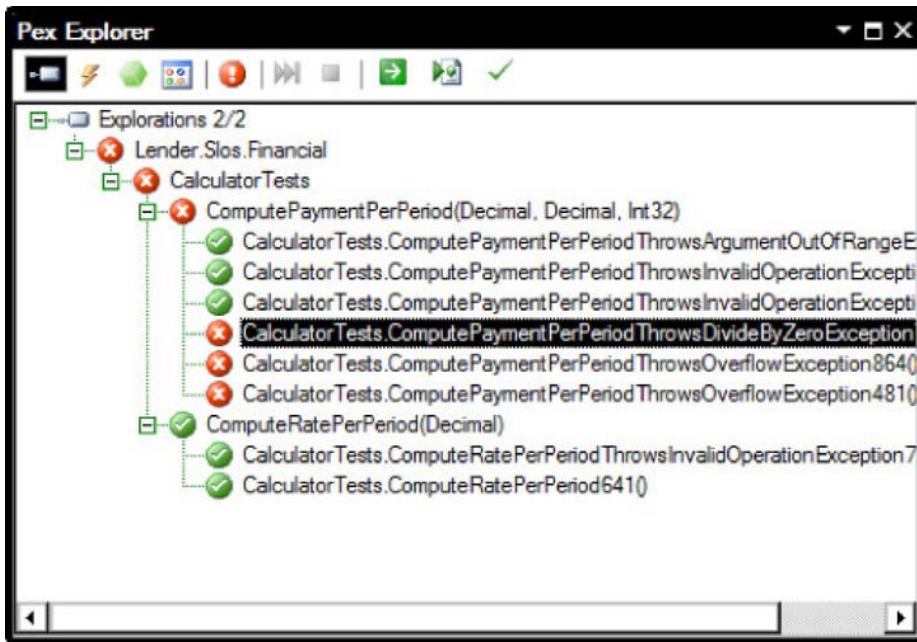 Pex Explorer
Explorations 2/2
Lender.Slos.Financial
CalculatorTests
ComputePaymentPerPeriod(Decimal, Decimal, Int32)
CalculatorTests.ComputePaymentPerPeriodThrowsArgumentOutOfRangeE
CalculatorTests.ComputePaymentPerPeriodThrowsInvalidOperationExcepti
CalculatorTests.ComputePaymentPerPeriodThrowsInvalidOperationExcepti
CalculatorTests.ComputePaymentPerPeriodThrowsDivideByZeroException
CalculatorTests.ComputePaymentPerPeriodThrowsOverflowException864()
CalculatorTests.ComputePaymentPerPeriodThrowsOverflowException481()
ComputeRatePerPeriod(Decimal)
CalculatorTests.ComputeRatePerPeriodThrowsInvalidOperationException7
CalculatorTests.ComputeRatePerPeriod641()